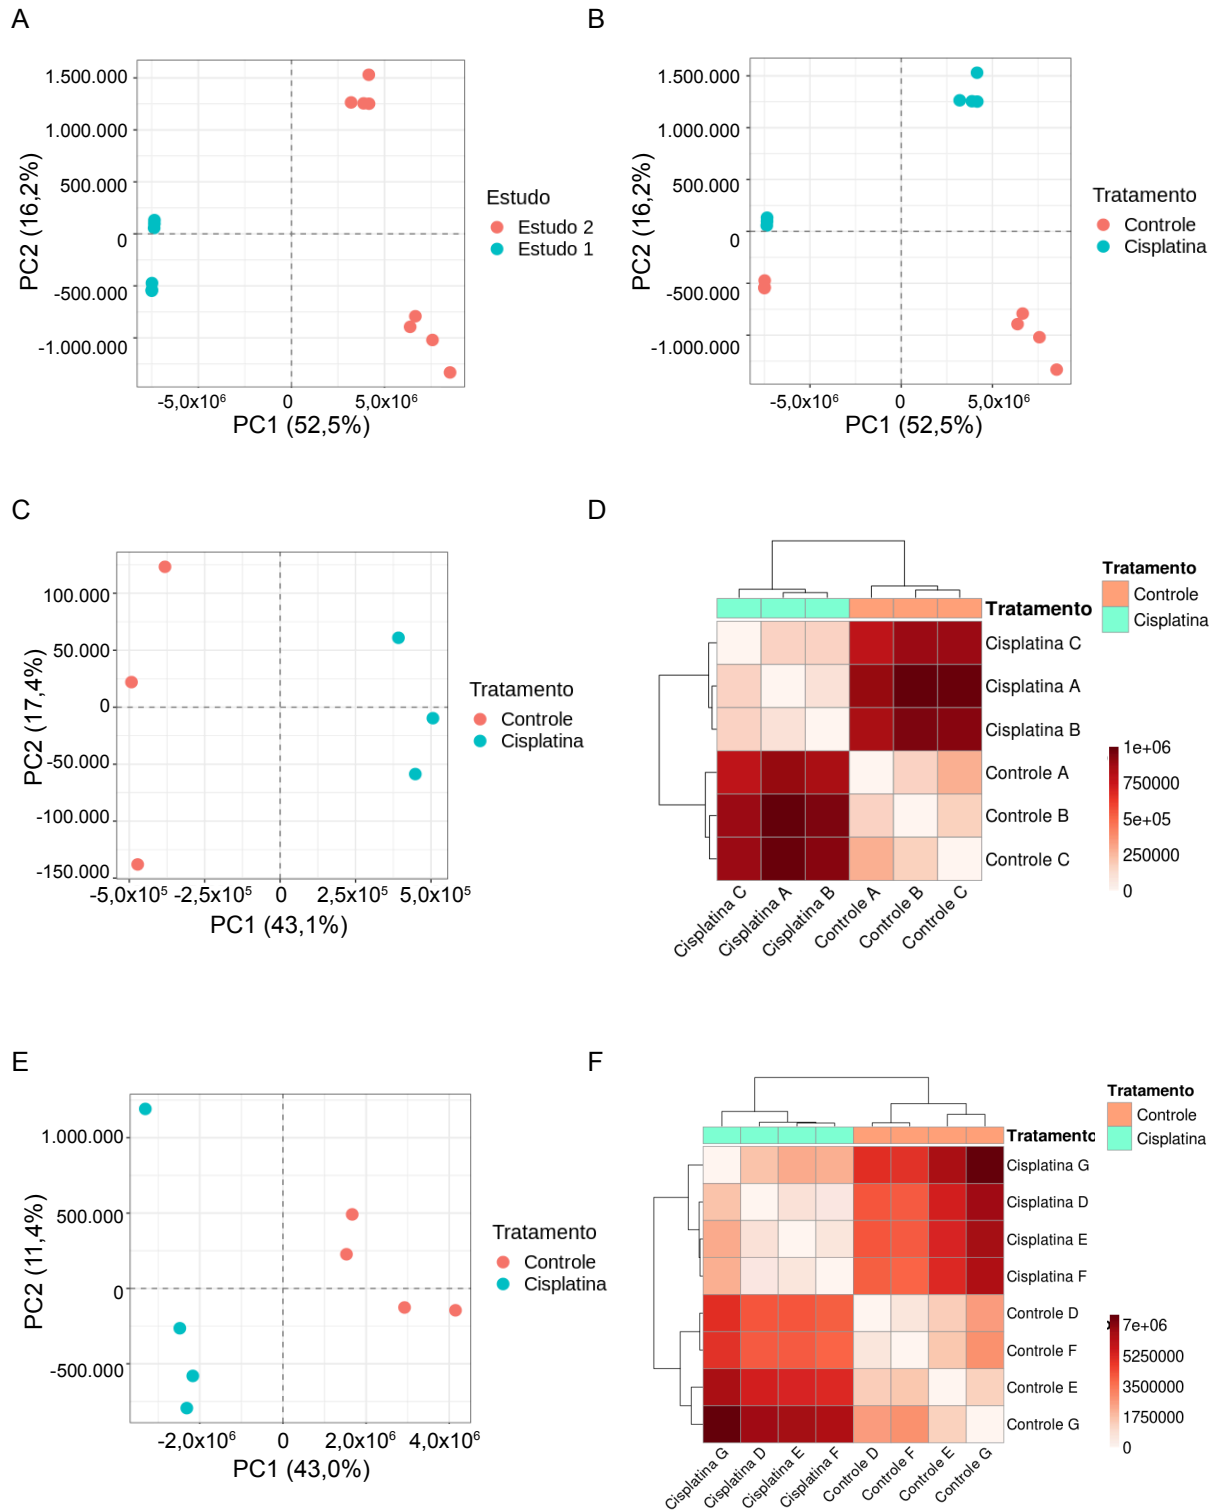 A
1.500.000
1.000.000
500.000
0
-500.000
-1.000.000
PC2 (16,2%)
-5,0x10⁶ 0 5,0x10⁶
PC1 (52,5%)
Estudo
Estudo 2
Estudo 1
B
1.500.000
1.000.000
500.000
0
-500.000
-1.000.000
PC2 (16,2%)
-5,0x10⁶ 0 5,0x10⁶
PC1 (52,5%)
Tratamento
Controle
Cisplatina
C
100.000
50.000
0
-50.000
-100.000
-150.000
PC2 (17,4%)
-5,0x10⁵ -2,5x10⁵ 0 2,5x10⁵ 5,0x10⁵
PC1 (43,1%)
Tratamento
Controle
Cisplatina
D
Tratamento
Controle
Cisplatina
Tratamento
Cisplatina C
Cisplatina A
Cisplatina B
Controle A
Controle B
Controle C
1e+06
750000
5e+05
250000
0
Cisplatina C Cisplatina A Cisplatina B Controle A Controle B Controle C
E
1.000.000
500.000
0
-500.000
PC2 (11,4%)
-2,0x10⁶ 0 2,0x10⁶ 4,0x10⁶
PC1 (43,0%)
Tratamento
Controle
Cisplatina
F
Tratamento
Controle
Cisplatina
Tratamento
Cisplatina G
Cisplatina D
Cisplatina E
Cisplatina F
Controle D
Controle F
Controle E
Controle G
7e+06
5250000
3500000
1750000
0
Cisplatina G Cisplatina D Cisplatina E Cisplatina F Controle D Controle F Controle E Controle G